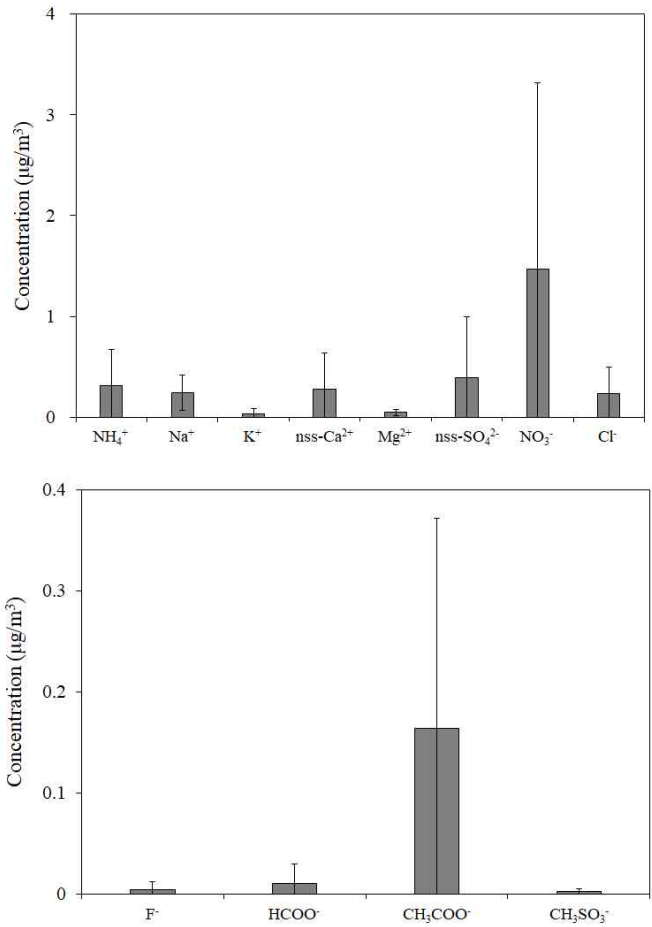 4
3
2
1
0
Concentration (μg/m³)
NH₄⁺ Na⁺ K⁺ nss-Ca²⁺ Mg²⁺ nss-SO₄²⁻ NO₃⁻ Cl⁻
0.4
0.3
0.2
0.1
0
Concentration (μg/m³)
F⁻ HCOO⁻ CH₃COO⁻ CH₃SO₃⁻